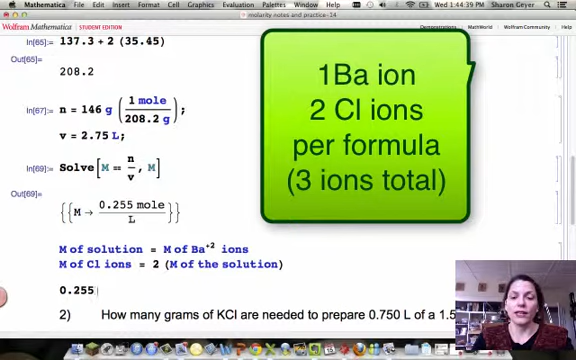 Mathematica File Edit Insert Format Cell Graphics Evaluation Palettes Window Help 1:44:39 PM Sharon Geyer
molarity notes and practice-14
Wolfram Mathematica STUDENT EDITION Demonstrations MathWorld Wolfram Community Help
In[65] 137.3 + 2 (35.45)
Out[65]
208.2
In[67] n = 146 g (1 mole / 208.2 g) ;
v = 2.75 L;
In[69] Solve[M == n/v, M]
Out[69]
{{M → 0.255 mole / L}}
M of solution = M of Ba+2 ions
M of Cl ions = 2 (M of the solution)
0.255
2) How many grams of KCl are needed to prepare 0.750 L of a 1.5
1Ba ion
2 Cl ions
per formula
(3 ions total)